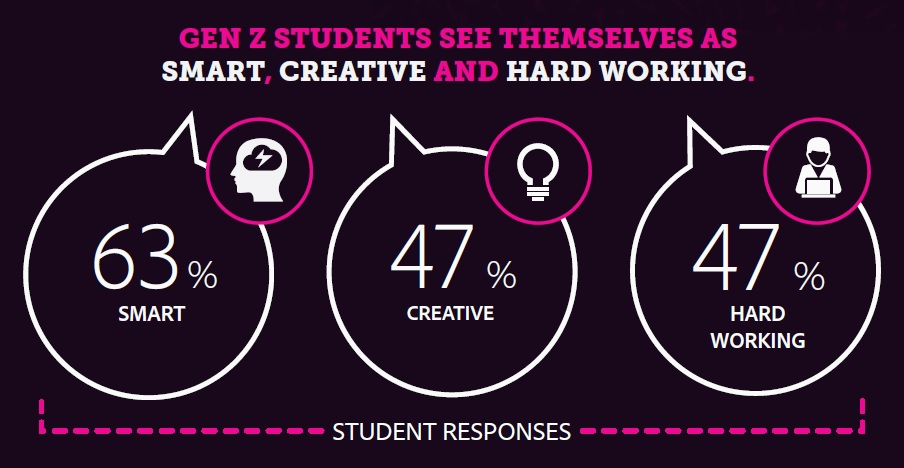 GEN Z STUDENTS SEE THEMSELVES AS
SMART, CREATIVE AND HARD WORKING.
63 %
SMART
47 %
CREATIVE
47 %
HARD
WORKING
STUDENT RESPONSES